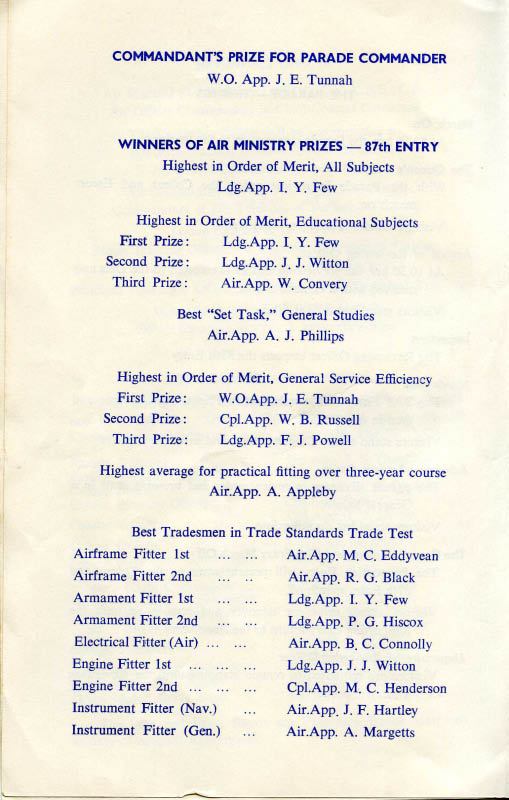 COMMANDANT'S PRIZE FOR PARADE COMMANDER
W.O. App. J. E. Tunnah
WINNERS OF AIR MINISTRY PRIZES — 87th ENTRY
Highest in Order of Merit, All Subjects
Ldg.App. I. Y. Few
Highest in Order of Merit, Educational Subjects
First Prize: Ldg.App. I. Y. Few
Second Prize: Ldg.App. J. J. Witton
Third Prize: Air.App. W. Convery
Best "Set Task," General Studies
Air.App. A. J. Phillips
Highest in Order of Merit, General Service Efficiency
First Prize: W.O.App. J. E. Tunnah
Second Prize: Cpl.App. W. B. Russell
Third Prize: Ldg.App. F. J. Powell
Highest average for practical fitting over three-year course
Air.App. A. Appleby
Best Tradesmen in Trade Standards Trade Test
Airframe Fitter 1st ... ... Air.App. M. C. Eddyvean
Airframe Fitter 2nd ... .. Air.App. R. G. Black
Armament Fitter 1st ... ... Ldg.App. I. Y. Few
Armament Fitter 2nd ... ... Ldg.App. P. G. Hiscox
Electrical Fitter (Air) ... ... Air.App. B. C. Connolly
Engine Fitter 1st ... ... ... Ldg.App. J. J. Witton
Engine Fitter 2nd ... ... ... Cpl.App. M. C. Henderson
Instrument Fitter (Nav.) ... Air.App. J. F. Hartley
Instrument Fitter (Gen.) ... Air.App. A. Margetts